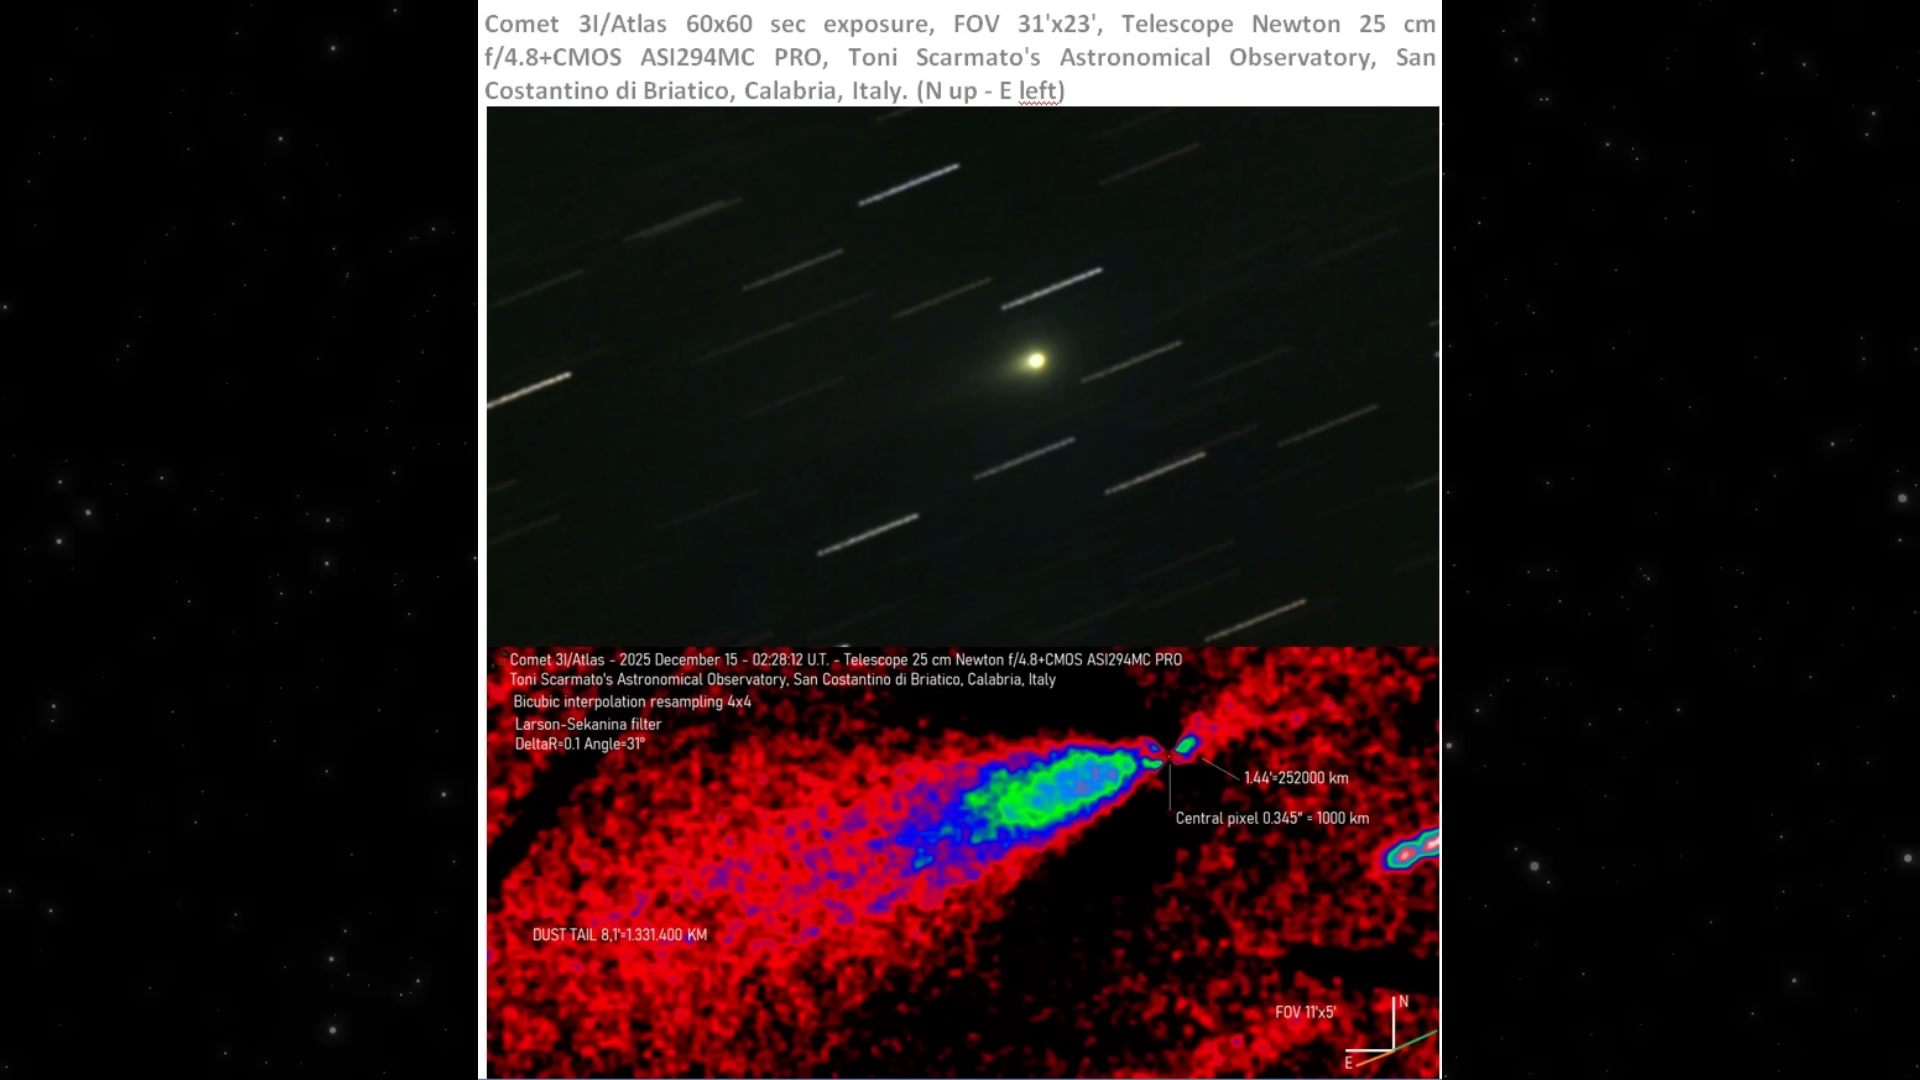 Comet 3I/Atlas 60x60 sec exposure, FOV 31'x23', Telescope Newton 25 cm
f/4.8+CMOS ASI294MC PRO, Toni Scarmato's Astronomical Observatory, San
Costantino di Briatico, Calabria, Italy. (N up - E left)
Comet 3I/Atlas - 2025 December 15 - 02:28:12 U.T. - Telescope 25 cm Newton f/4.8+CMOS ASI294MC PRO
Toni Scarmato's Astronomical Observatory, San Costantino di Briatico, Calabria, Italy
Bicubic interpolation resampling 4x4
Larson-Sekanina filter
DeltaR=0.1 Angle=31°
1.44'=252000 km
Central pixel 0.345" = 1000 km
DUST TAIL 8,1'=1.331.400 KM
FOV 11'x5'
N
E